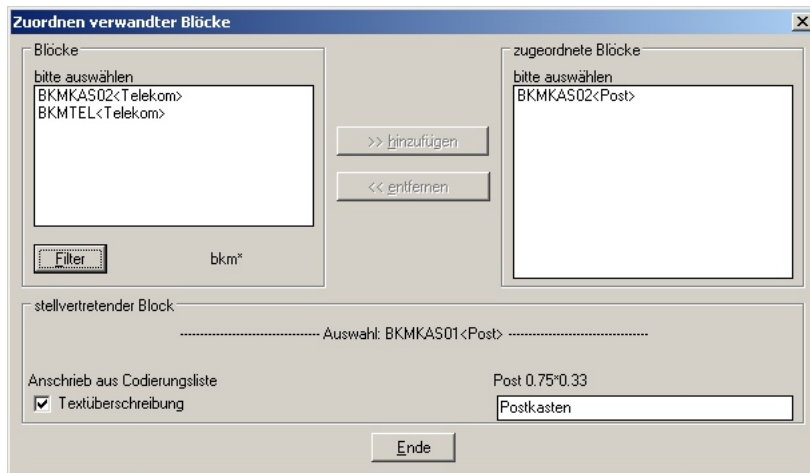 Zuordnen verwandter Blöcke
Blöcke
bitte auswählen
BKMKAS02<Telekom>
BKMTEL<Telekom>
Filter
bkm*
>> hinzufügen
<< entfernen
zugeordnete Blöcke
bitte auswählen
BKMKAS02<Post>
stellvertretender Block
Auswahl: BKMKAS01<Post>
Anschrieb aus Codierungsliste
Textüberschreibung
Post 0.75*0.33
Postkasten
Ende